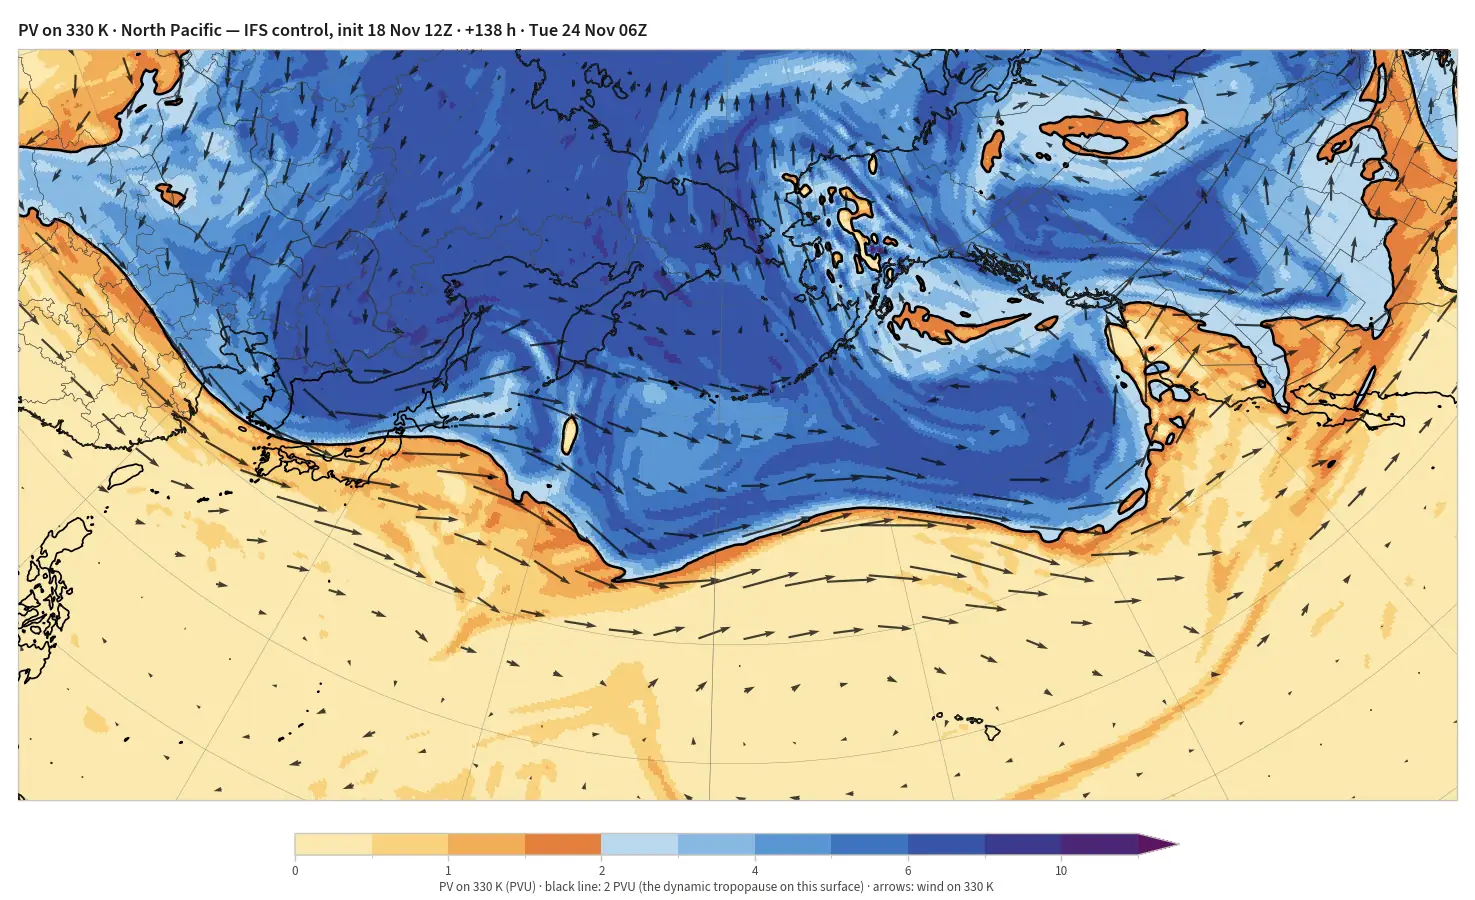 PV on 330 K · North Pacific — IFS control, init 18 Nov 12Z · +138 h · Tue 24 Nov 06Z
0 1 2 4 6 10
PV on 330 K (PVU) · black line: 2 PVU (the dynamic tropopause on this surface) · arrows: wind on 330 K